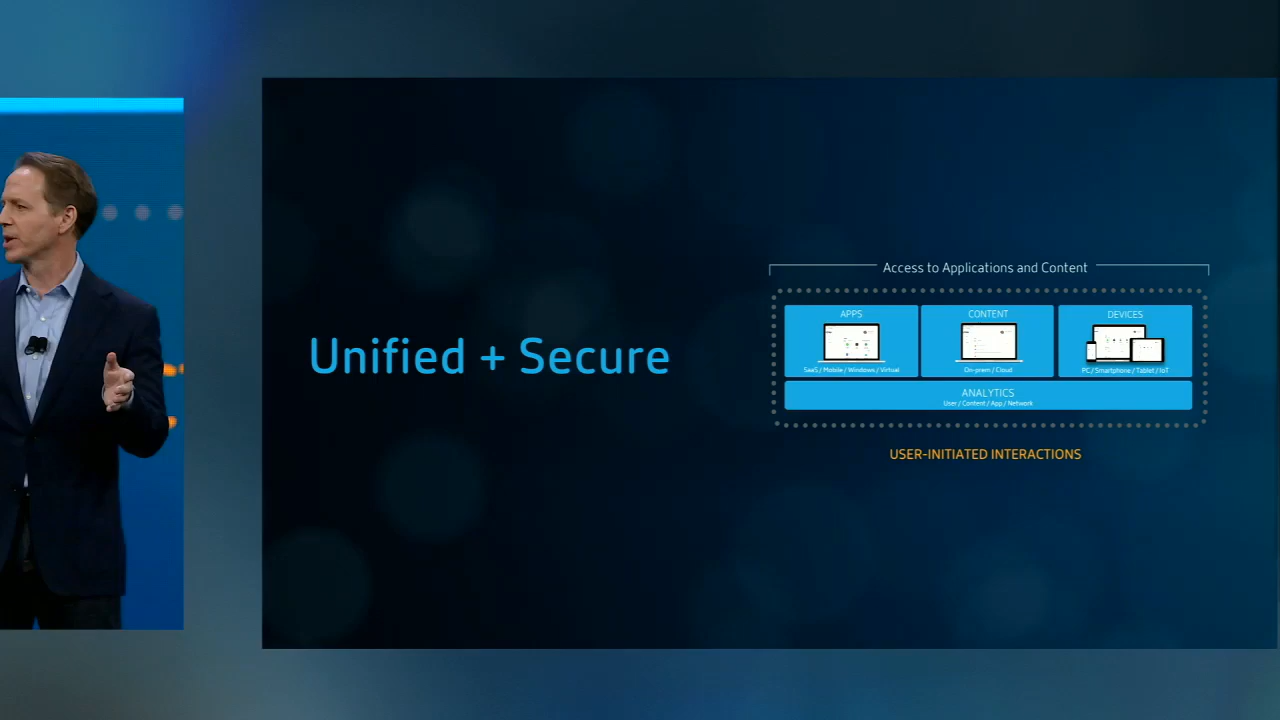 Unified + Secure
Access to Applications and Content
APPS
SaaS / Mobile / Windows / Virtual
CONTENT
On-prem / Cloud
DEVICES
PC / Smartphone / Tablet / IoT
ANALYTICS
User / Content / App / Network
USER-INITIATED INTERACTIONS